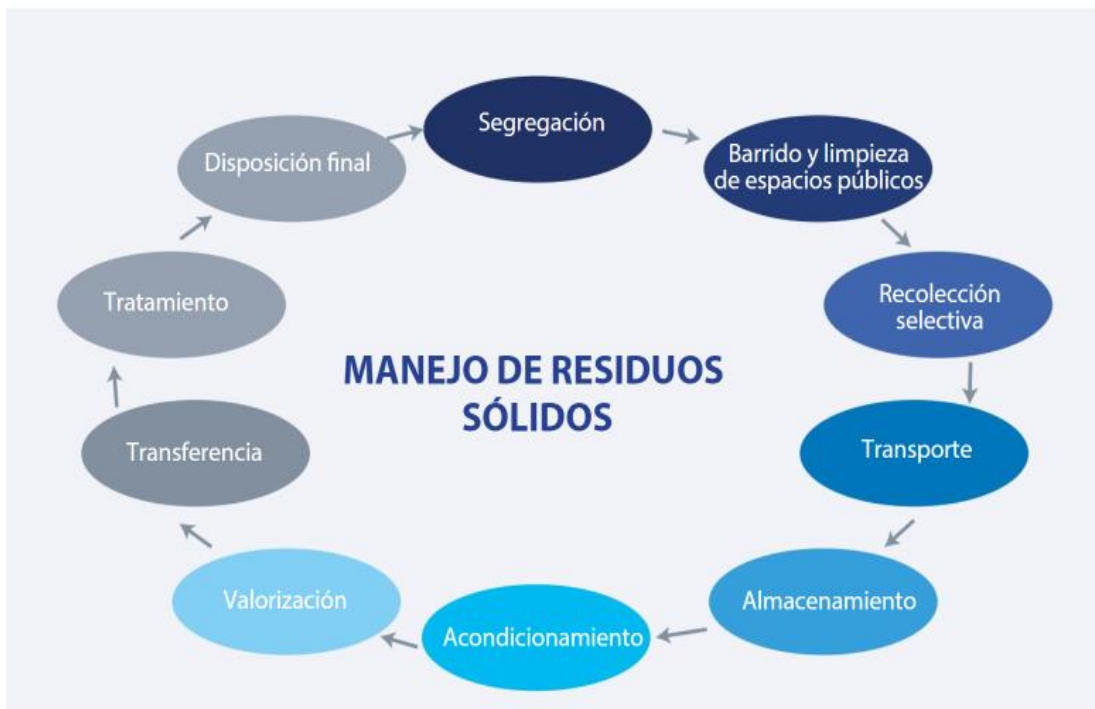 Segregación
Barrido y limpieza
de espacios públicos
Recolección
selectiva
Transporte
Almacenamiento
Acondicionamiento
Valorización
Transferencia
Tratamiento
Disposición final
MANEJO DE RESIDUOS
SÓLIDOS